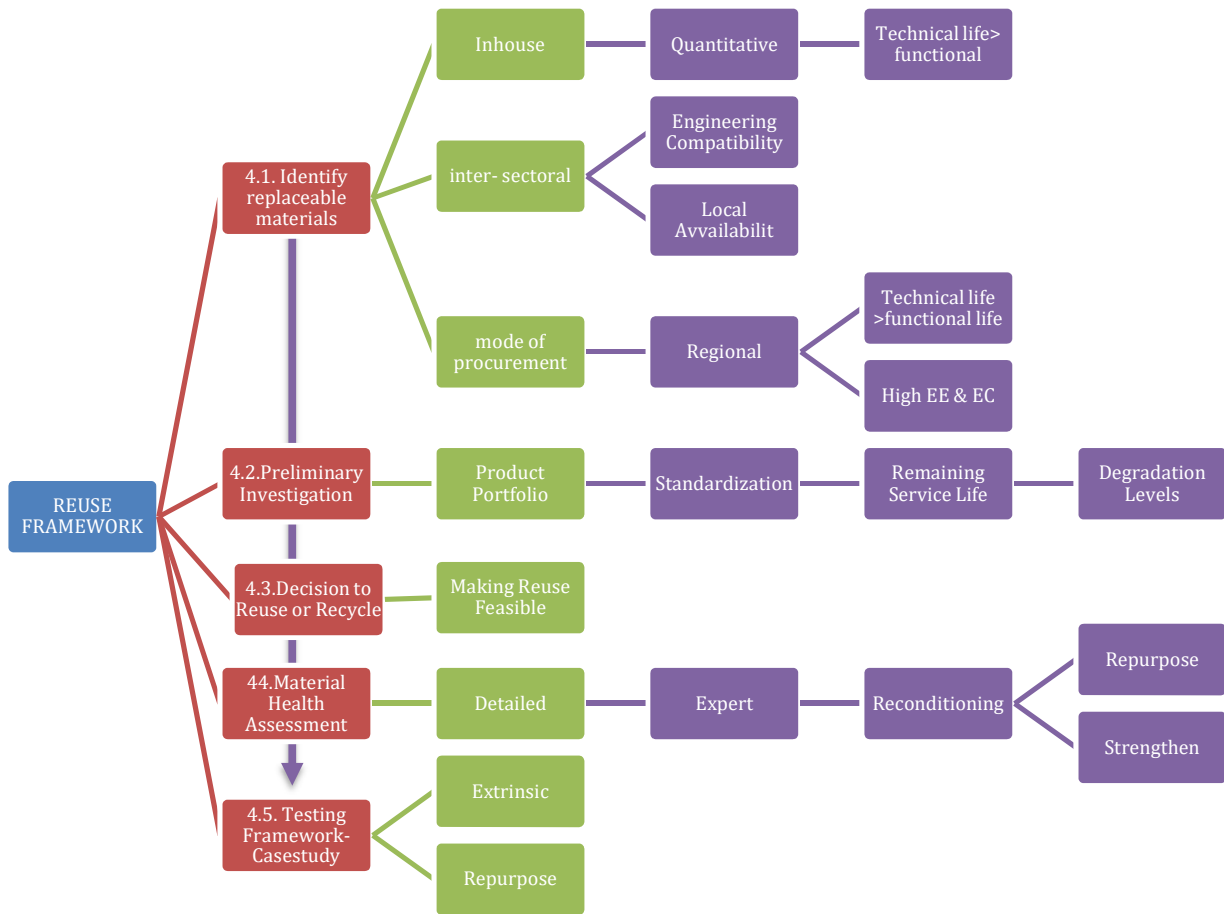 REUSE
FRAMEWORK
4.1. Identify
replaceable
materials
Inhouse
Quantitative
Technical life>
functional
inter- sectoral
Engineering
Compatibility
Local
Avvailabilit
mode of
procurement
Regional
Technical life
>functional life
High EE & EC
4.2.Preliminary
Investigation
Product
Portfolio
Standardization
Remaining
Service Life
Degradation
Levels
4.3.Decision to
Reuse or Recycle
Making Reuse
Feasible
44.Material
Health
Assessment
Detailed
Expert
Reconditioning
Repurpose
Strengthen
4.5. Testing
Framework-
Casestudy
Extrinsic
Repurpose